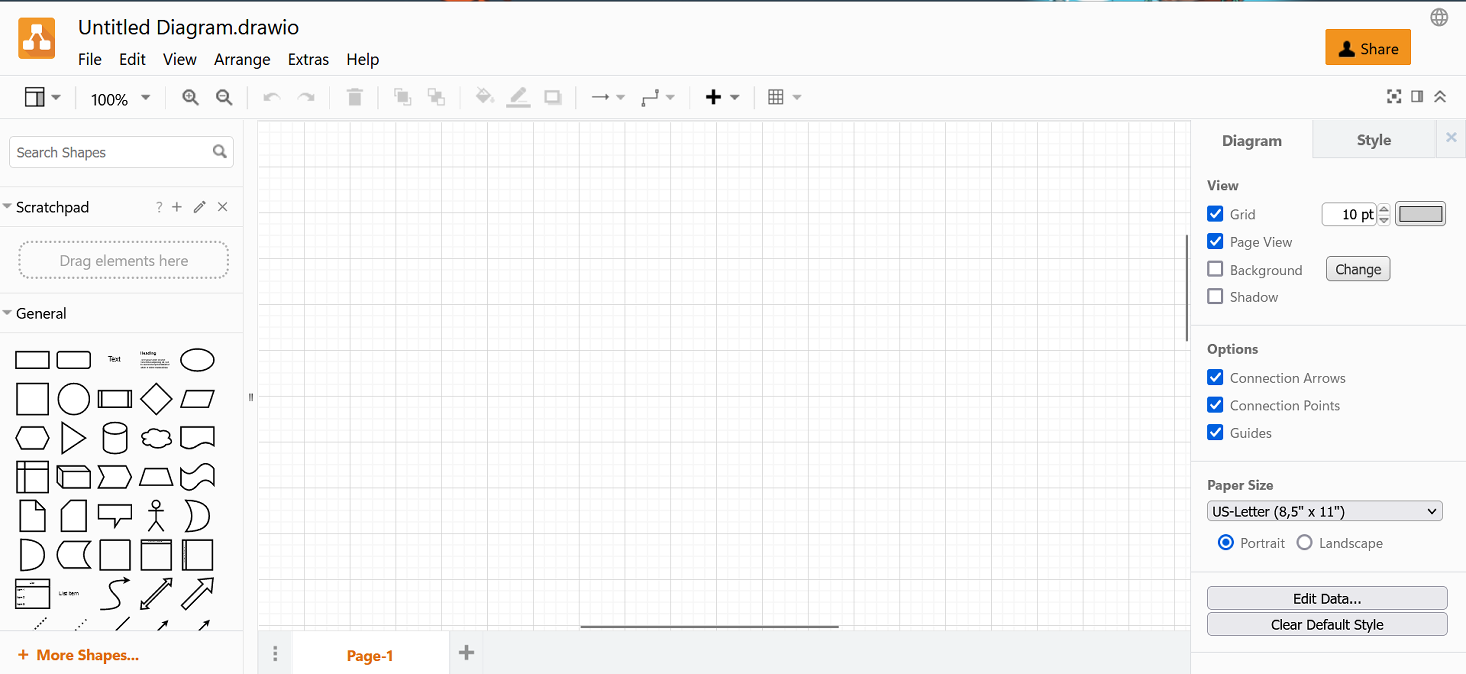 Untitled Diagram.drawio
File Edit View Arrange Extras Help
Share
100%
Search Shapes
Scratchpad
?
Drag elements here
General
Text
Heading
List Item
+ More Shapes...
Page-1
Diagram Style
View
Grid 10 pt
Page View
Background Change
Shadow
Options
Connection Arrows
Connection Points
Guides
Paper Size
US-Letter (8,5" x 11")
Portrait Landscape
Edit Data...
Clear Default Style